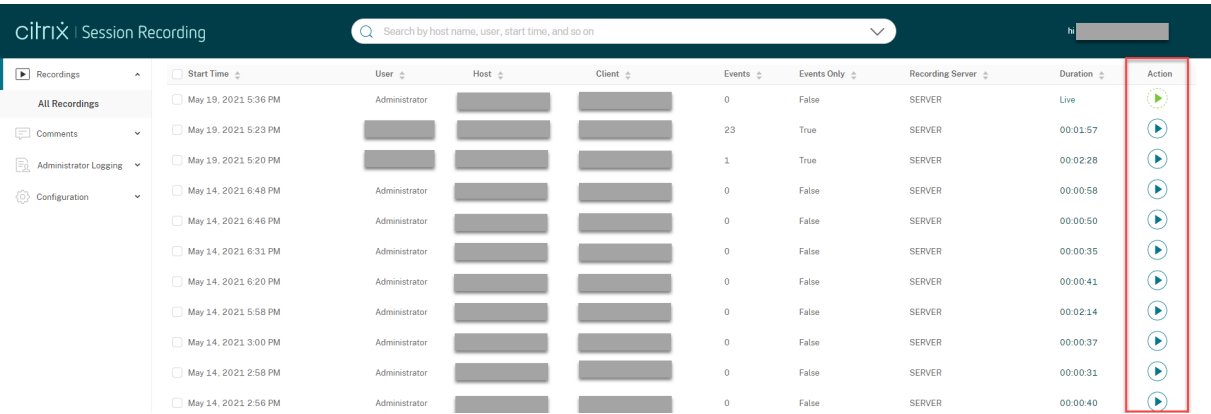 citrix | Session Recording
Search by host name, user, start time, and so on
hi
Recordings
All Recordings
Comments
Administrator Logging
Configuration
Start Time User Host Client Events Events Only Recording Server Duration Action
May 19, 2021 5:36 PM Administrator 0 False SERVER Live
May 19, 2021 5:23 PM 23 True SERVER 00:01:57
May 19, 2021 5:20 PM 1 True SERVER 00:02:28
May 14, 2021 6:48 PM Administrator 0 False SERVER 00:00:58
May 14, 2021 6:46 PM Administrator 0 False SERVER 00:00:50
May 14, 2021 6:31 PM Administrator 0 False SERVER 00:00:35
May 14, 2021 6:20 PM Administrator 0 False SERVER 00:00:41
May 14, 2021 5:58 PM Administrator 0 False SERVER 00:02:14
May 14, 2021 3:00 PM Administrator 0 False SERVER 00:00:37
May 14, 2021 2:58 PM Administrator 0 False SERVER 00:00:31
May 14, 2021 2:56 PM Administrator 0 False SERVER 00:00:40